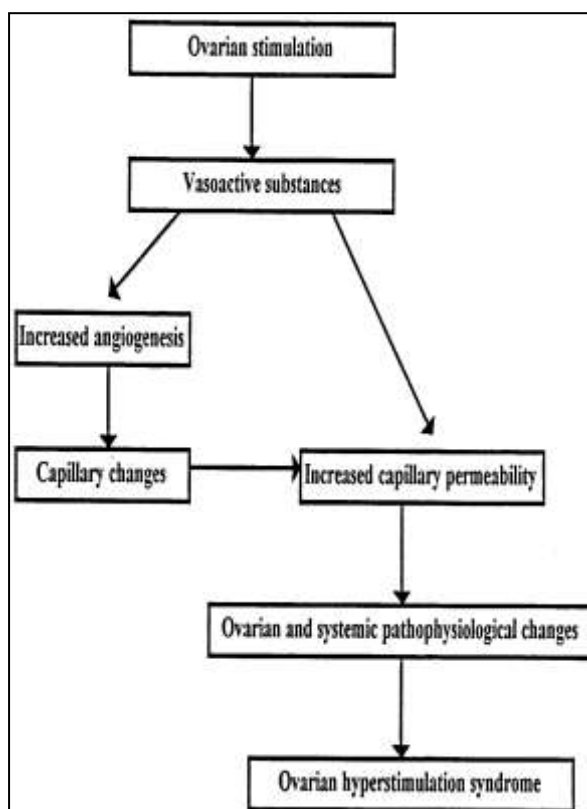 Ovarian stimulation
Vasoactive substances
Increased angiogenesis
Capillary changes
Increased capillary permeability
Ovarian and systemic pathophysiological changes
Ovarian hyperstimulation syndrome